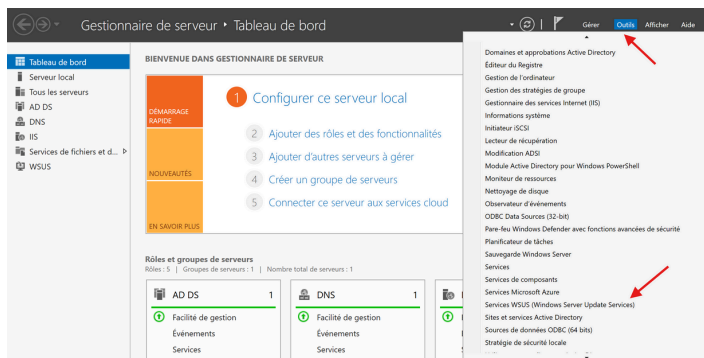 Gestionnaire de serveur • Tableau de bord
Gérer Outils Afficher Aide
Tableau de bord
Serveur local
Tous les serveurs
AD DS
DNS
IIS
Services de fichiers et d...
WSUS
BIENVENUE DANS GESTIONNAIRE DE SERVEUR
DÉMARRAGE
RAPIDE
NOUVEAUTÉS
EN SAVOIR PLUS
1 Configurer ce serveur local
2 Ajouter des rôles et des fonctionnalités
3 Ajouter d'autres serveurs à gérer
4 Créer un groupe de serveurs
5 Connecter ce serveur aux services cloud
Rôles et groupes de serveurs
Rôles : 5 | Groupes de serveurs : 1 | Nombre total de serveurs : 1
AD DS 1
Facilité de gestion
Événements
Services
DNS 1
Facilité de gestion
Événements
Services
Domaines et approbations Active Directory
Éditeur du Registre
Gestion de l'ordinateur
Gestion des stratégies de groupe
Gestionnaire des services Internet (IIS)
Informations système
Initiateur iSCSI
Lecteur de récupération
Modification ADSI
Module Active Directory pour Windows PowerShell
Moniteur de ressources
Nettoyage de disque
Observateur d'événements
ODBC Data Sources (32-bit)
Pare-feu Windows Defender avec fonctions avancées de sécurité
Planificateur de tâches
Sauvegarde Windows Server
Services
Services de composants
Services Microsoft Azure
Services WSUS (Windows Server Update Services)
Sites et services Active Directory
Sources de données ODBC (64 bits)
Stratégie de sécurité locale